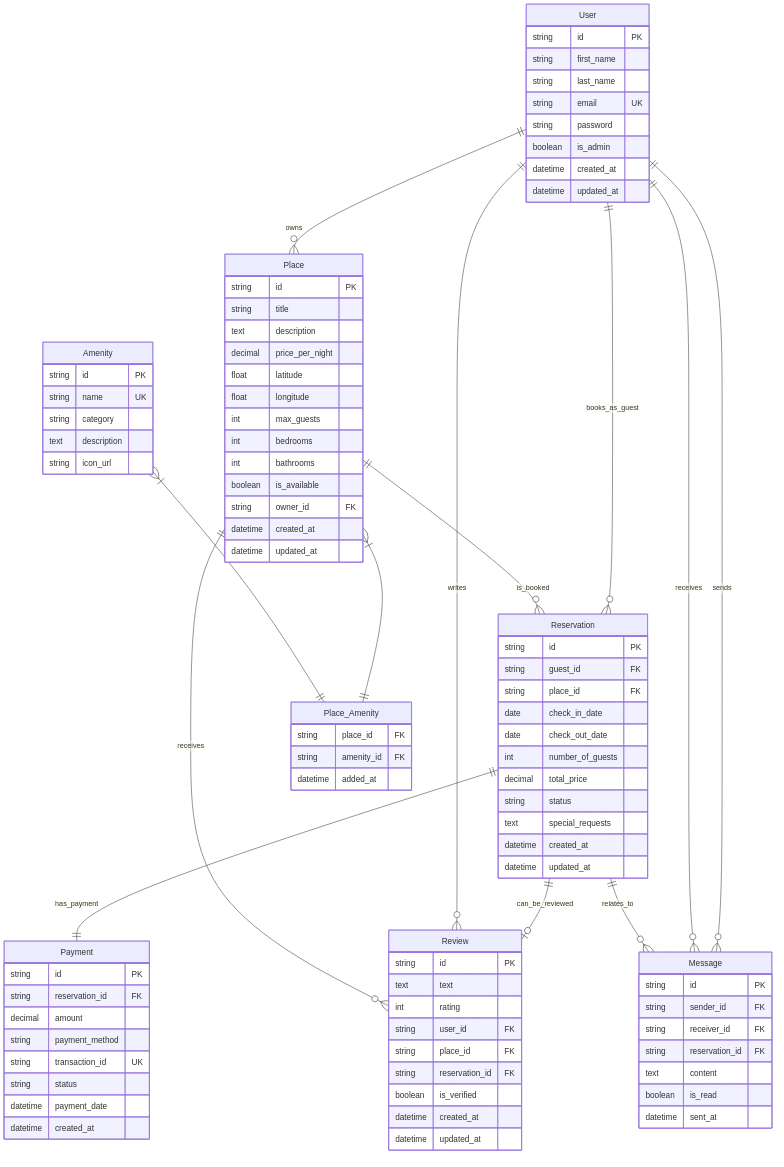 User
string id PK
string first_name
string last_name
string email UK
string password
boolean is_admin
datetime created_at
datetime updated_at
owns
Place
string id PK
string title
text description
decimal price_per_night
float latitude
float longitude
int max_guests
int bedrooms
int bathrooms
boolean is_available
string owner_id FK
datetime created_at
datetime updated_at
Amenity
string id PK
string name UK
string category
text description
string icon_url
books_as_guest
writes
is_booked
receives
sends
Reservation
string id PK
string guest_id FK
string place_id FK
date check_in_date
date check_out_date
int number_of_guests
decimal total_price
string status
text special_requests
datetime created_at
datetime updated_at
Place_Amenity
string place_id FK
string amenity_id FK
datetime added_at
receives
has_payment
can_be_reviewed
relates_to
Payment
string id PK
string reservation_id FK
decimal amount
string payment_method
string transaction_id UK
string status
datetime payment_date
datetime created_at
Review
string id PK
text text
int rating
string user_id FK
string place_id FK
string reservation_id FK
boolean is_verified
datetime created_at
datetime updated_at
Message
string id PK
string sender_id FK
string receiver_id FK
string reservation_id FK
text content
boolean is_read
datetime sent_at